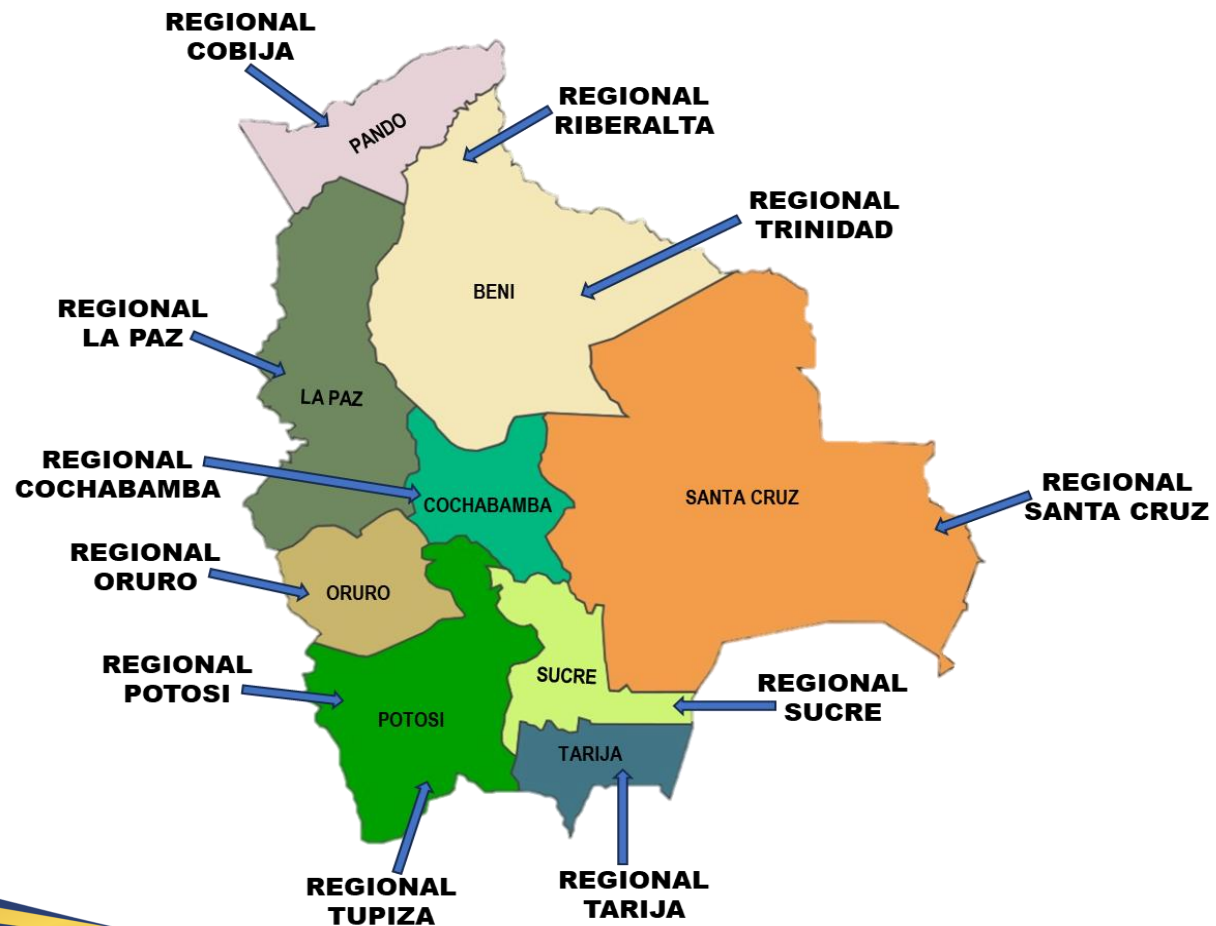 REGIONAL
COBIJA
PANDO
REGIONAL
RIBERALTA
REGIONAL
TRINIDAD
BENI
REGIONAL
LA PAZ
LA PAZ
REGIONAL
COCHABAMBA
COCHABAMBA
SANTA CRUZ
REGIONAL
SANTA CRUZ
REGIONAL
ORURO
ORURO
REGIONAL
POTOSI
POTOSI
SUCRE
REGIONAL
SUCRE
TARIJA
REGIONAL
TUPIZA
REGIONAL
TARIJA